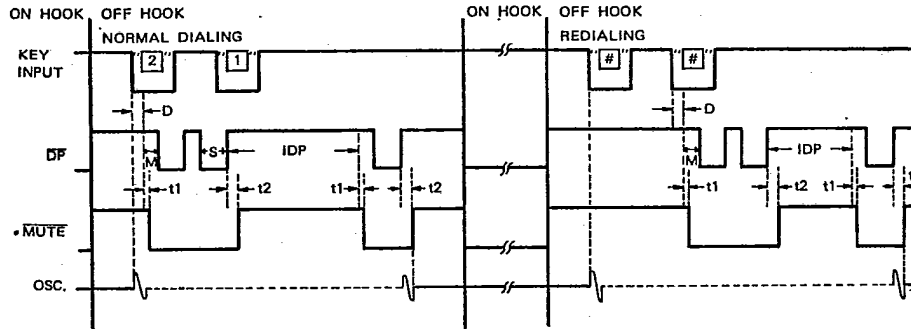 ON HOOK OFF HOOK ON HOOK OFF HOOK
NORMAL DIALING REDIALING
KEY INPUT 2 1 # #
D D
DP M S IDP M IDP
t1 t2 t1 t2 t1 t2 t1 t
MUTE
OSC.